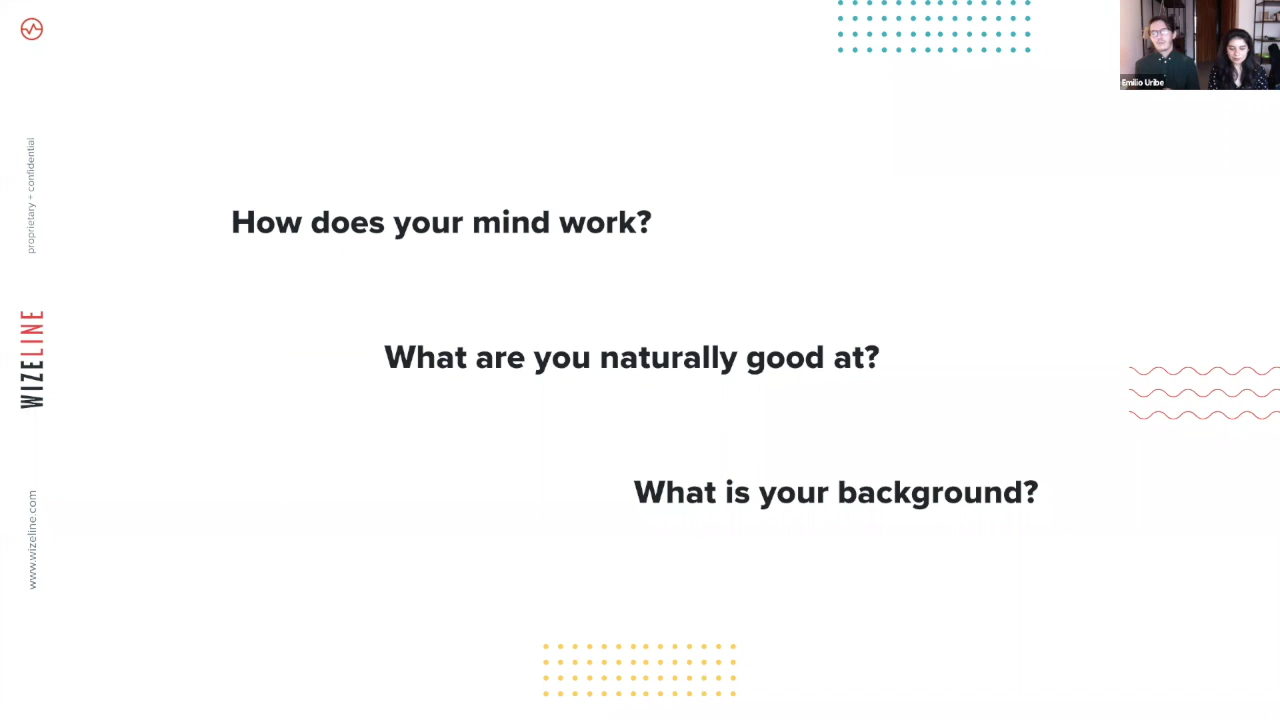 Emilio Uribe
proprietary + confidential
How does your mind work?
WIZELINE
What are you naturally good at?
What is your background?
www.wizeline.com